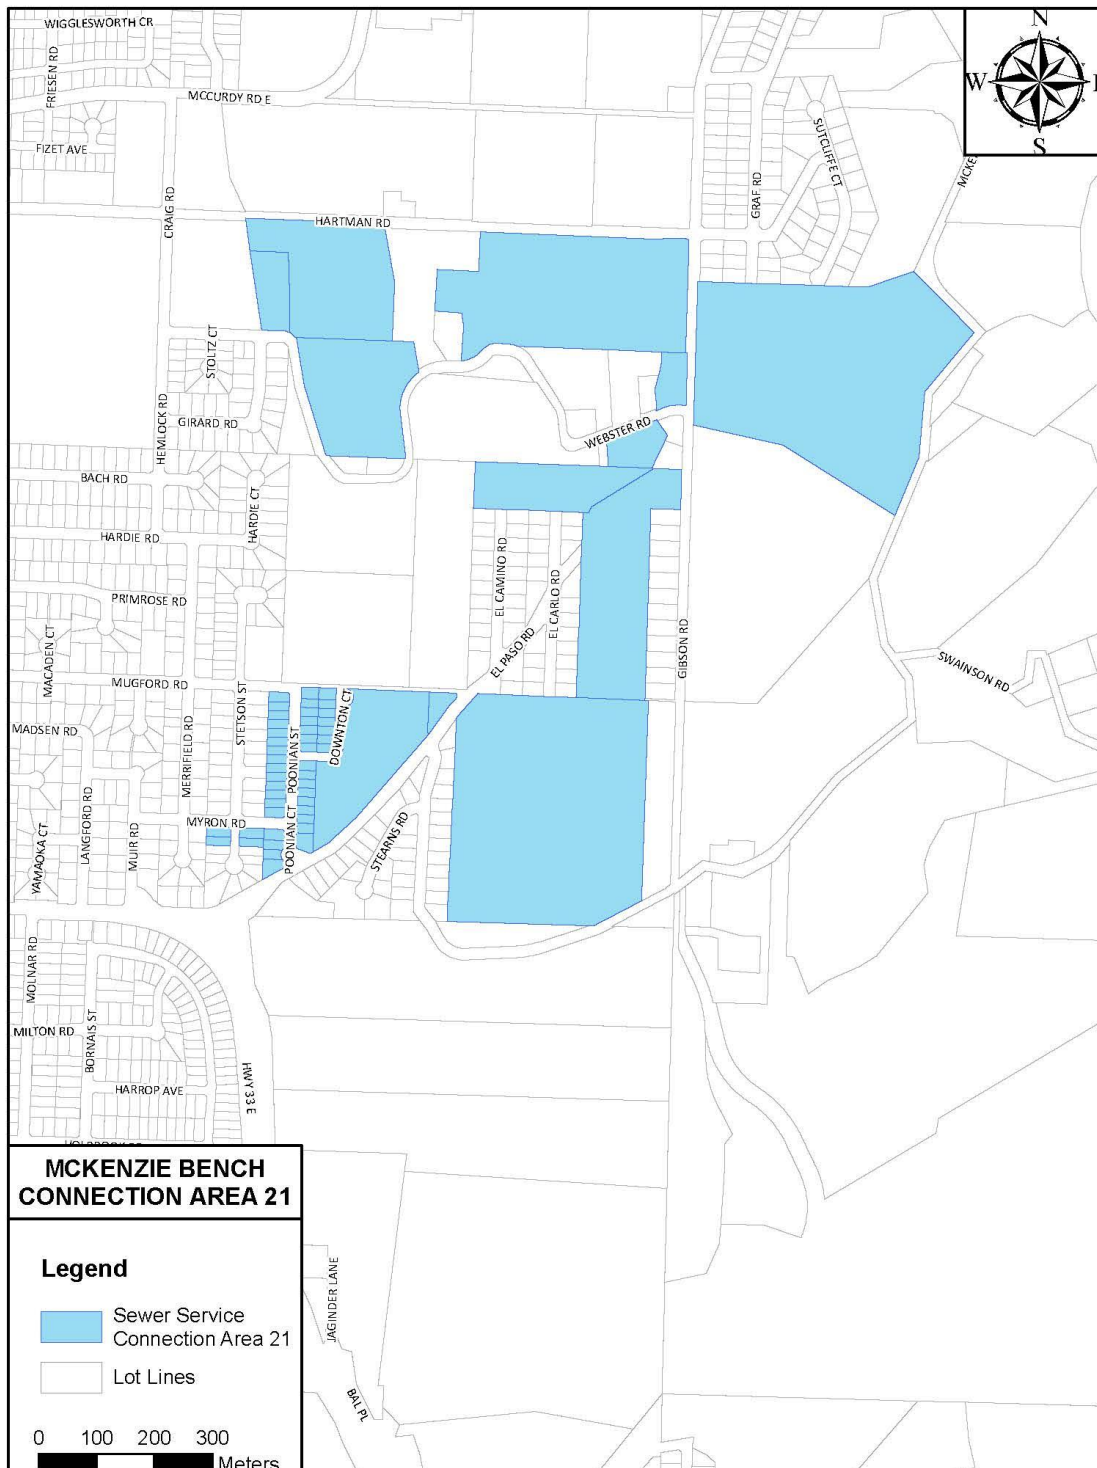 WIGGLESWORTH CR
FRIESEN RD
MCCURDY RD E
FIZET AVE
N
W
S
SUTCLIFFE CT
GRAF RD
CRAIG RD
HARTMAN RD
STOLTZ CT
HEMLOCK RD
GIRARD RD
WEBSTER RD
BACH RD
HARDIE CT
HARDIE RD
EL CAMINO RD
EL CARLO RD
PRIMROSE RD
MACADEN CT
EL PASO RD
GIBSON RD
SWAINSON RD
MUGFORD RD
STETSON ST
MERRIFIELD RD
MADSEN RD
POONIAN ST
DOWNTON CT
LANGFORD RD
MUIR RD
YAMAOKA CT
MYRON RD
POONIAN CT
STEARNS RD
MOLNAR RD
BORNAIS ST
MILTON RD
HARROP AVE
HWY 33 E
MCKENZIE BENCH
CONNECTION AREA 21
Legend
Sewer Service
Connection Area 21
Lot Lines
0 100 200 300
Meters
JAGINDER LANE
BAL PL